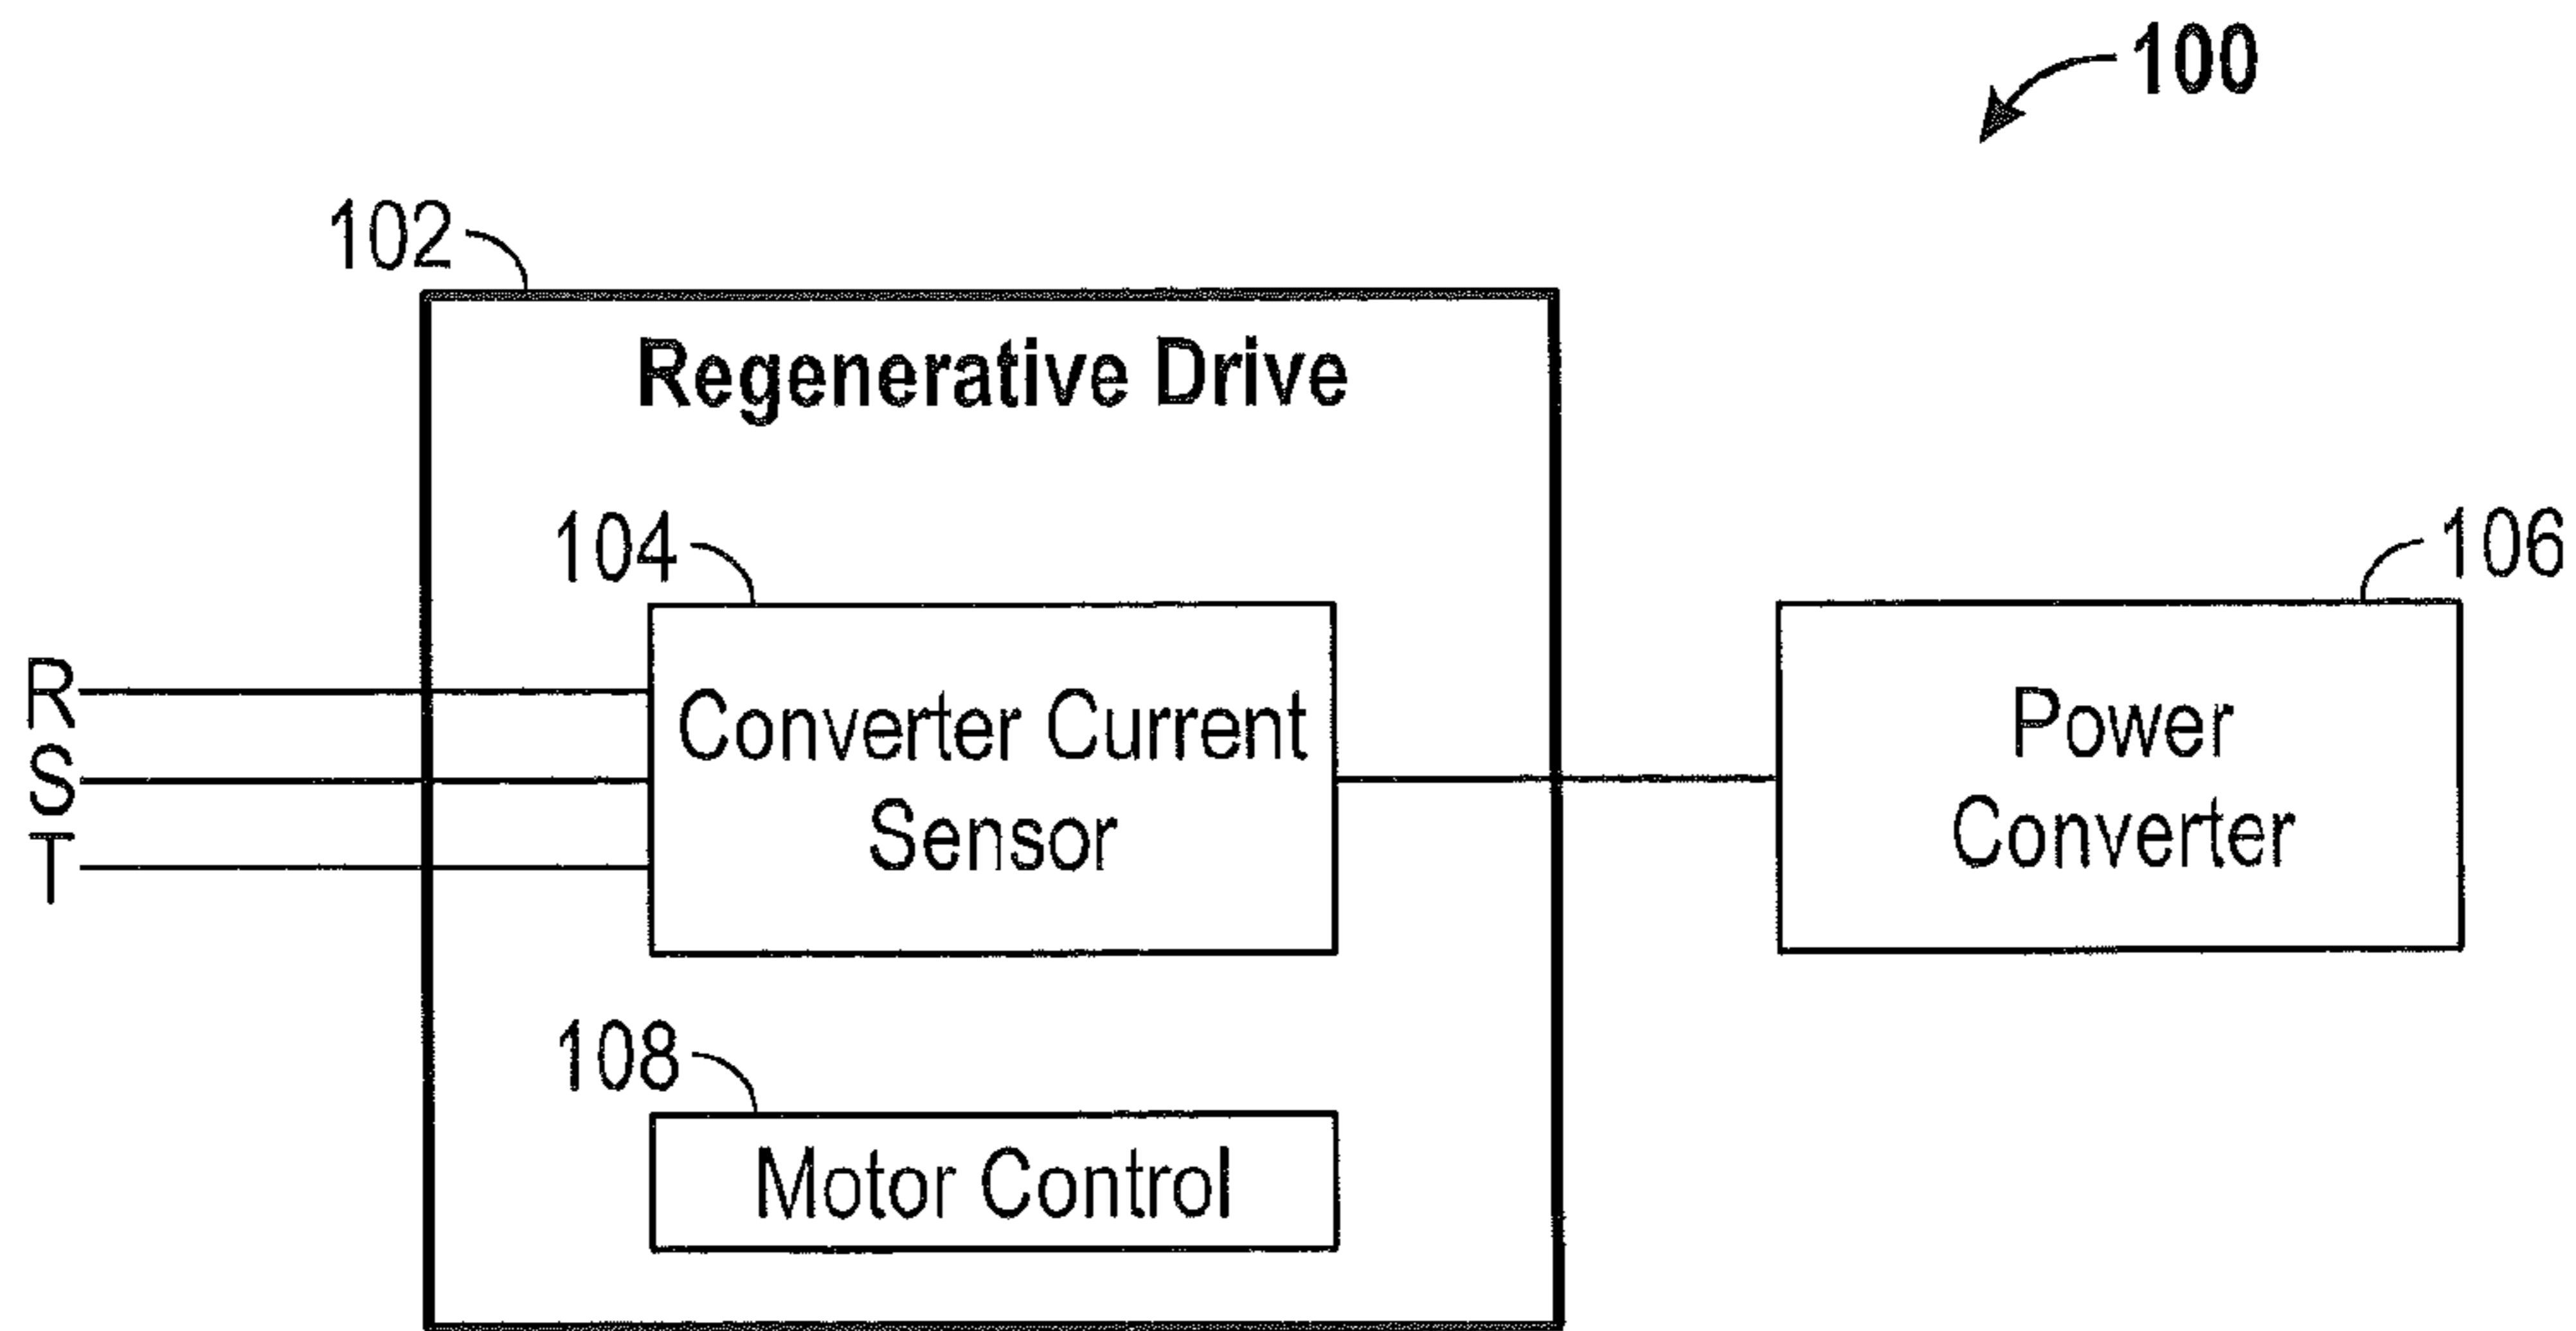 100
102
Regenerative Drive
104
106
R
S
T
Converter Current
Sensor
Power
Converter
108
Motor Control